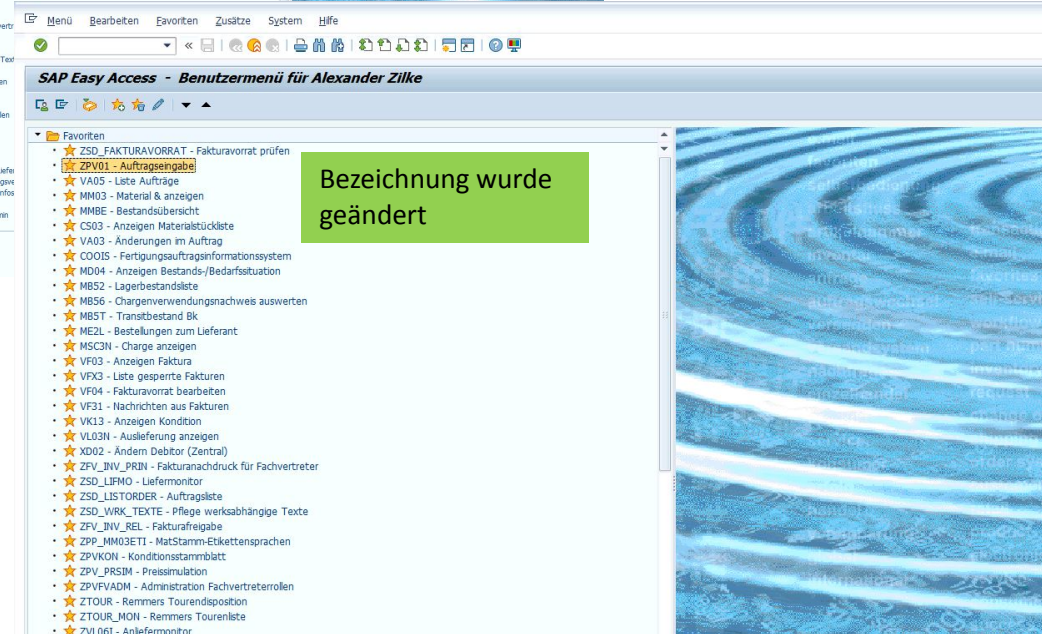 Menü Bearbeiten Favoriten Zusätze System Hilfe
SAP Easy Access - Benutzermenü für Alexander Zilke
Favoriten
ZSD_FAKTURAVORRAT - Fakturavorrat prüfen
ZPV01 - Auftragseingabe
VA05 - Liste Aufträge
MM03 - Material & anzeigen
MMBE - Bestandsübersicht
CS03 - Anzeigen Materialstückliste
VA03 - Änderungen im Auftrag
COOIS - Fertigungsauftragsinformationssystem
MD04 - Anzeigen Bestands-/Bedarfssituation
MB52 - Lagerbestandsliste
MB56 - Chargenverwendungsnachweis auswerten
MB5T - Transitbestand Bk
ME2L - Bestellungen zum Lieferant
MSC3N - Charge anzeigen
VF03 - Anzeigen Faktura
VFX3 - Liste gesperrte Fakturen
VF04 - Fakturavorrat bearbeiten
VF31 - Nachrichten aus Fakturen
VK13 - Anzeigen Kondition
VL03N - Auslieferung anzeigen
XD02 - Ändern Debitor (Zentral)
ZFV_INV_PRIN - Fakturanachdruck für Fachvertreter
ZSD_LIFMO - Liefermonitor
ZSD_LISTORDER - Auftragsliste
ZSD_WRK_TEXTE - Pflege werksabhängige Texte
ZFV_INV_REL - Fakturafreigabe
ZPP_MM03ETI - MatStamm-Etikettensprachen
ZPVKON - Konditionsstammblatt
ZPV_PRSIM - Preissimulation
ZPVFVADM - Administration Fachvertreterrollen
ZTOUR - Remmers Tourendisposition
ZTOUR_MON - Remmers Tourenliste
ZVL06I - Anliefermonitor
Bezeichnung wurde
geändert